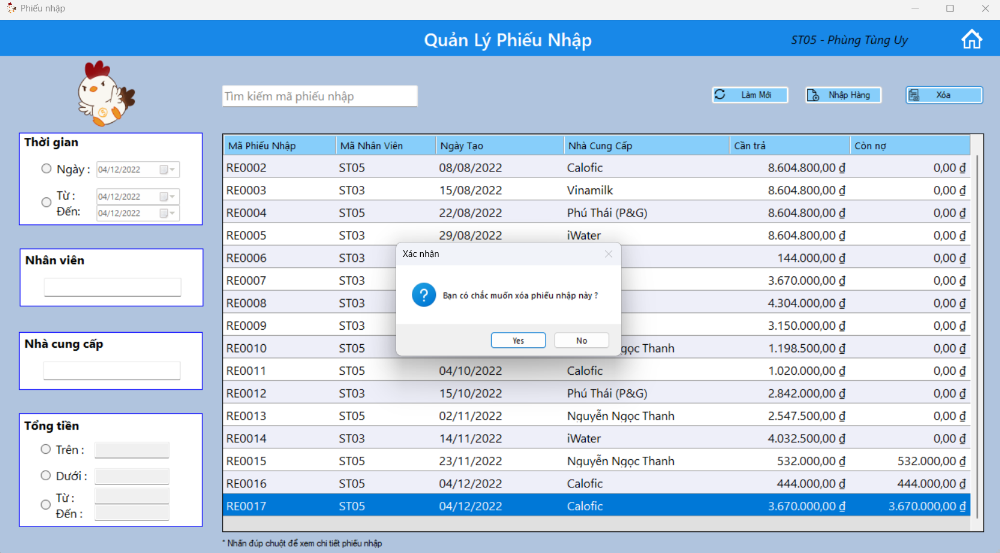 Phiếu nhập
Quản Lý Phiếu Nhập
ST05 - Phùng Tùng Uy
Tìm kiếm mã phiếu nhập
Làm Mới
Nhập Hàng
Xóa
Thời gian
Ngày : 04/12/2022
Từ : 04/12/2022
Đến: 04/12/2022
Nhân viên
Nhà cung cấp
Tổng tiền
Trên :
Dưới :
Từ :
Đến :
Mã Phiếu Nhập Mã Nhân Viên Ngày Tạo Nhà Cung Cấp Cần trả Còn nợ
RE0002 ST05 08/08/2022 Calofic 8.604.800,00 ₫ 0,00 ₫
RE0003 ST03 15/08/2022 Vinamilk 8.604.800,00 ₫ 0,00 ₫
RE0004 ST05 22/08/2022 Phú Thái (P&G) 8.604.800,00 ₫ 0,00 ₫
RE0005 ST03 29/08/2022 iWater 8.604.800,00 ₫ 0,00 ₫
RE0006 ST03 144.000,00 ₫ 0,00 ₫
RE0007 ST03 3.670.000,00 ₫ 0,00 ₫
RE0008 ST03 4.304.000,00 ₫ 0,00 ₫
RE0009 ST03 3.150.000,00 ₫ 0,00 ₫
RE0010 ST05 Thanh 1.198.500,00 ₫ 0,00 ₫
RE0011 ST05 04/10/2022 Calofic 1.020.000,00 ₫ 0,00 ₫
RE0012 ST03 15/10/2022 Phú Thái (P&G) 2.842.000,00 ₫ 0,00 ₫
RE0013 ST05 02/11/2022 Nguyễn Ngọc Thanh 2.547.500,00 ₫ 0,00 ₫
RE0014 ST03 14/11/2022 iWater 4.032.500,00 ₫ 0,00 ₫
RE0015 ST05 23/11/2022 Nguyễn Ngọc Thanh 532.000,00 ₫ 532.000,00 ₫
RE0016 ST05 04/12/2022 Calofic 444.000,00 ₫ 444.000,00 ₫
RE0017 ST05 04/12/2022 Calofic 3.670.000,00 ₫ 3.670.000,00 ₫
* Nhấn đúp chuột để xem chi tiết phiếu nhập
Xác nhận
Bạn có chắc muốn xóa phiếu nhập này ?
Yes
No